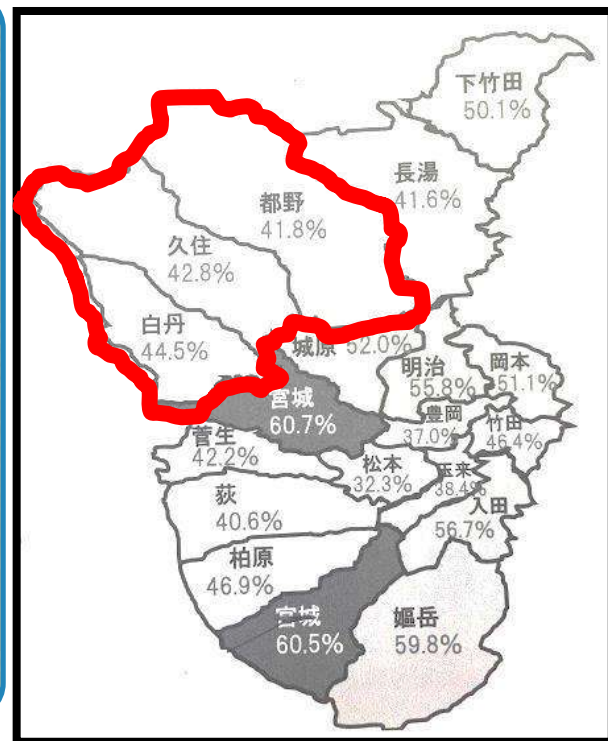 下竹田
50.1%
長湯
41.6%
都野
41.8%
久住
42.8%
白丹
44.5%
城原 52.0%
明治
55.8%
岡本
51.1%
宮城
60.7%
豊岡
37.0%
竹田
46.4%
菅生
42.2%
松本
32.3%
玉来
38.4%
入田
56.7%
荻
40.6%
柏原
46.9%
宮城
60.5%
嫗岳
59.8%